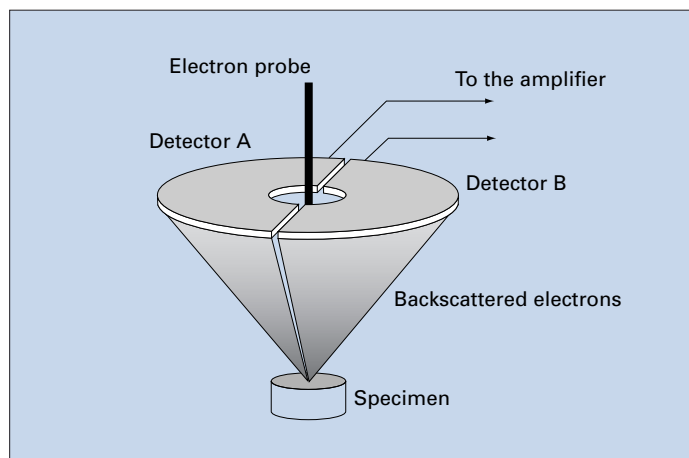 Electron probe
To the amplifier
Detector A
Detector B
Backscattered electrons
Specimen